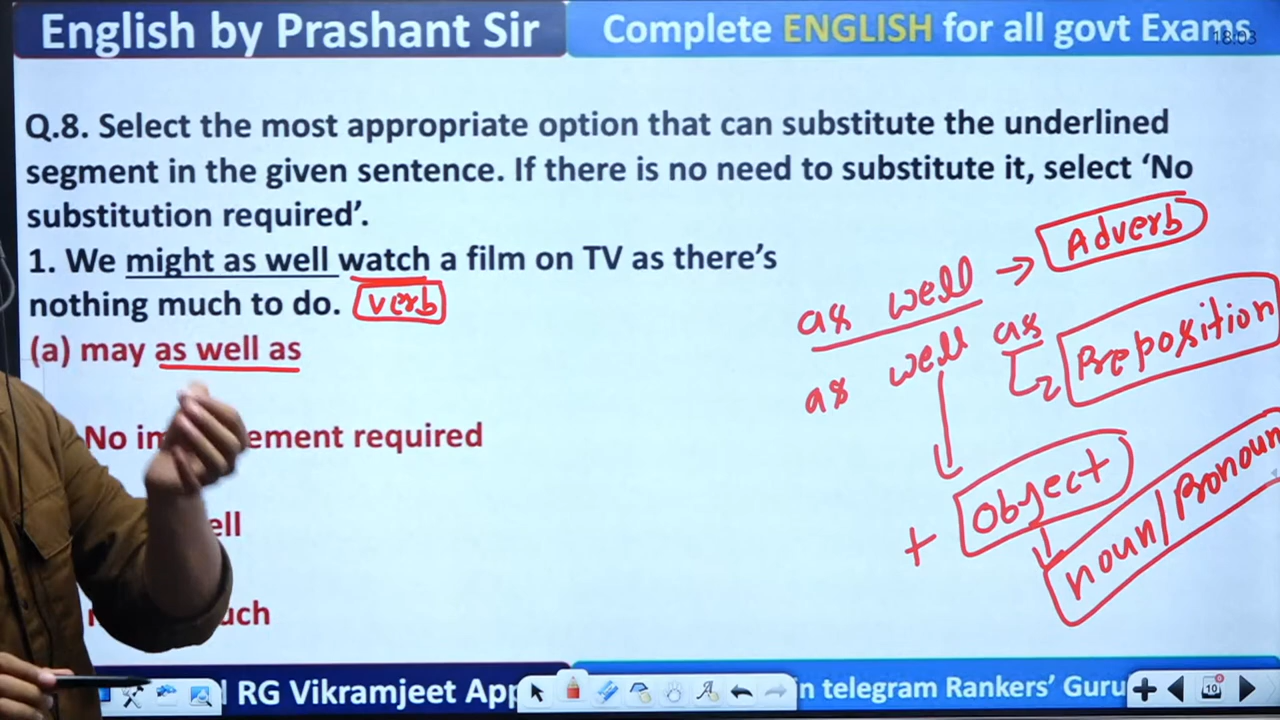 English by Prashant Sir
Complete ENGLISH for all govt Exams
18:03
Q.8. Select the most appropriate option that can substitute the underlined
segment in the given sentence. If there is no need to substitute it, select ‘No
substitution required’.
1. We might as well watch a film on TV as there’s
nothing much to do. verb
(a) may as well as
No im ement required
ell
uch
as well → Adverb
as well as
Preposition
+ Object
noun/Pronoun
RG Vikramjeet App
in telegram Rankers’ Guru
10